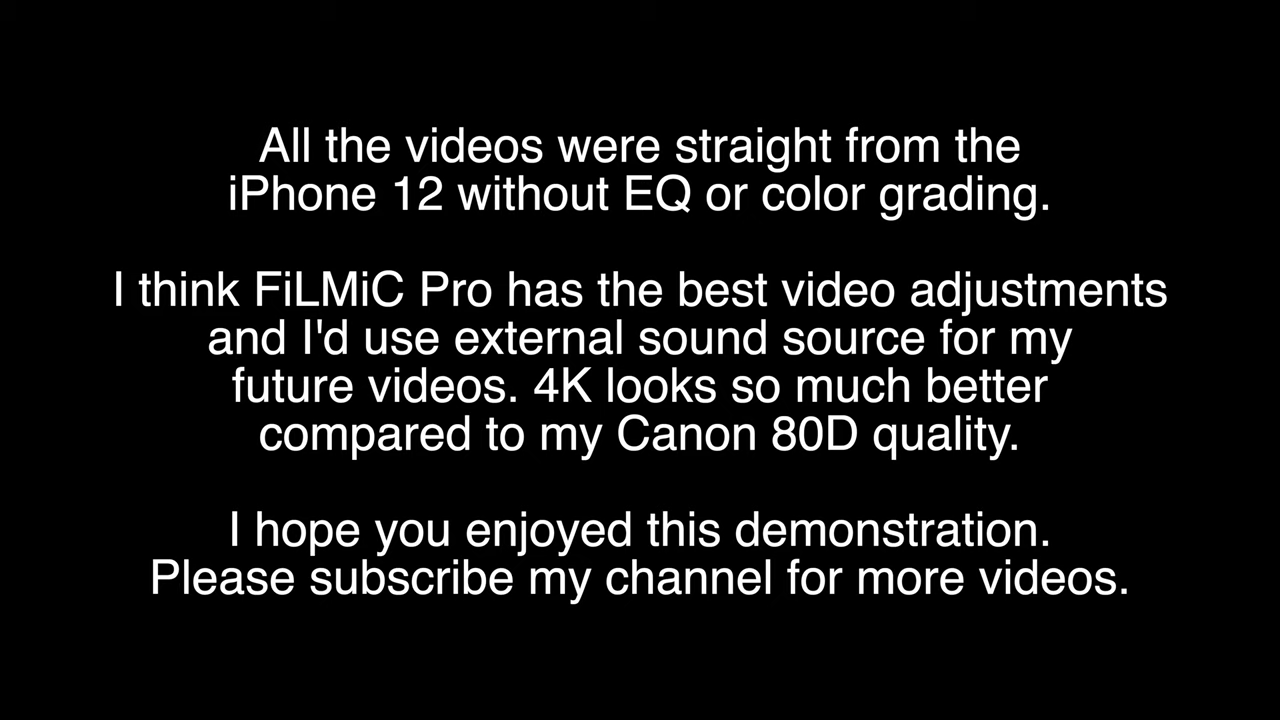 All the videos were straight from the
iPhone 12 without EQ or color grading.
I think FiLMiC Pro has the best video adjustments
and I'd use external sound source for my
future videos. 4K looks so much better
compared to my Canon 80D quality.
I hope you enjoyed this demonstration.
Please subscribe my channel for more videos.